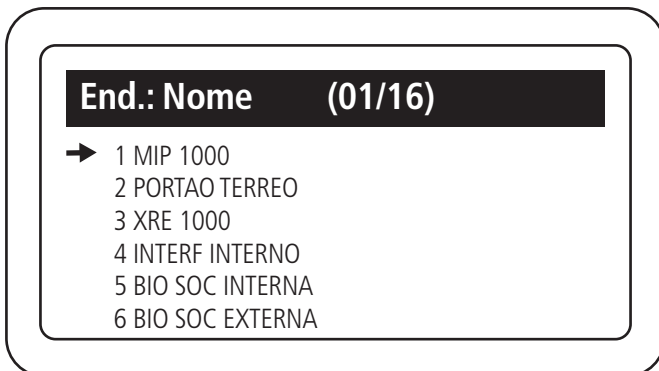 End.: Nome (01/16)
1 MIP 1000
2 PORTAO TERREO
3 XRE 1000
4 INTERF INTERNO
5 BIO SOC INTERNA
6 BIO SOC EXTERNA